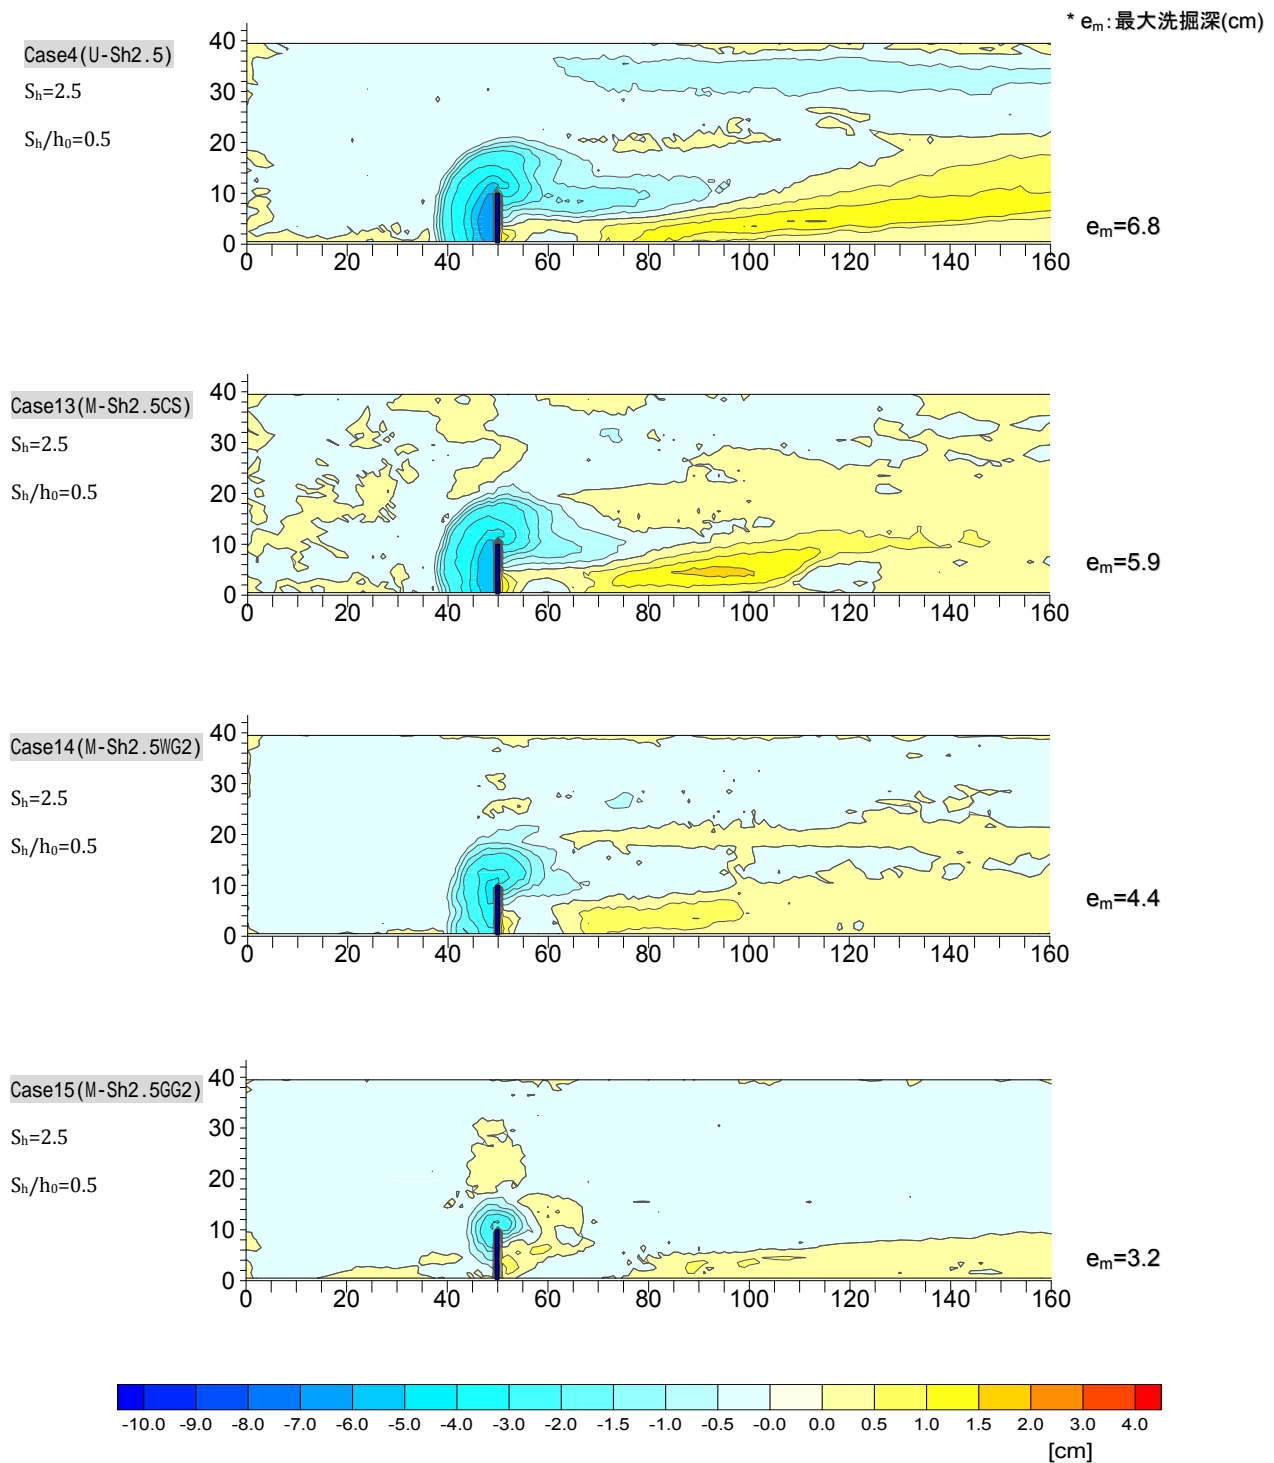 * em:最大洗掘深(cm)
Case4(U-Sh2.5)
Sh=2.5
Sh/h0=0.5
40
30
20
10
0
0 20 40 60 80 100 120 140 160
em=6.8
Case13(M-Sh2.5CS)
Sh=2.5
Sh/h0=0.5
40
30
20
10
0
0 20 40 60 80 100 120 140 160
em=5.9
Case14(M-Sh2.5WG2)
Sh=2.5
Sh/h0=0.5
40
30
20
10
0
0 20 40 60 80 100 120 140 160
em=4.4
Case15(M-Sh2.5GG2)
Sh=2.5
Sh/h0=0.5
40
30
20
10
0
0 20 40 60 80 100 120 140 160
em=3.2
-10.0 -9.0 -8.0 -7.0 -6.0 -5.0 -4.0 -3.0 -2.0 -1.5 -1.0 -0.5 -0.0 0.0 0.5 1.0 1.5 2.0 3.0 4.0
[cm]